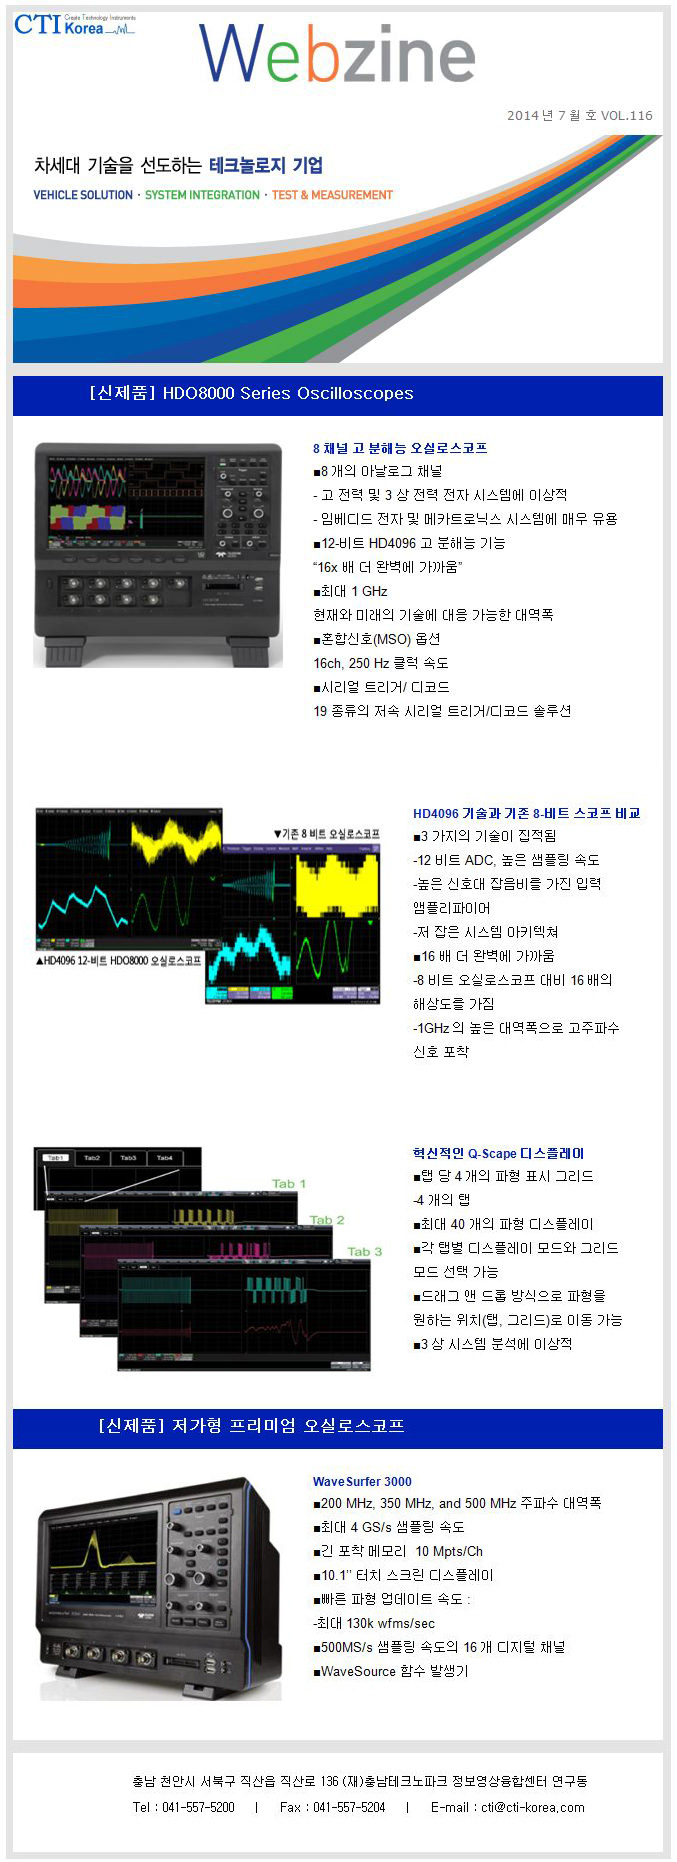 CTI Create Technology Instruments
Korea
Webzine
2014년 7월 호 VOL.116
차세대 기술을 선도하는 테크놀로지 기업
VEHICLE SOLUTION · SYSTEM INTEGRATION · TEST & MEASUREMENT
[신제품] HDO8000 Series Oscilloscopes
8 채널 고 분해능 오실로스코프
■8개의 아날로그 채널
- 고 전력 및 3상 전력 전자 시스템에 이상적
- 임베디드 전자 및 메카트로닉스 시스템에 매우 유용
■12-비트 HD4096 고 분해능 기능
“16x 배 더 완벽에 가까움”
■최대 1 GHz
현재와 미래의 기술에 대응 가능한 대역폭
■혼합신호(MSO) 옵션
16ch, 250 Hz 클럭 속도
■시리얼 트리거/ 디코드
19 종류의 저속 시리얼 트리거/디코드 솔루션
HD4096 기술과 기존 8-비트 스코프 비교
▼기존 8 비트 오실로스코프
▲HD4096 12-비트 HDO8000 오실로스코프
■3 가지의 기술이 집적됨
-12 비트 ADC, 높은 샘플링 속도
-높은 신호대 잡음비를 가진 입력
앰플리파이어
-저 잡은 시스템 아키텍쳐
■16 배 더 완벽에 가까움
-8 비트 오실로스코프 대비 16배의
해상도를 가짐
-1GHz의 높은 대역폭으로 고주파수
신호 포착
Tab1 Tab2 Tab3 Tab4
Tab 1
Tab 2
Tab 3
혁신적인 Q-Scape 디스플레이
■탭 당 4개의 파형 표시 그리드
-4 개의 탭
■최대 40 개의 파형 디스플레이
■각 탭별 디스플레이 모드와 그리드
모드 선택 가능
■드래그 앤 드롭 방식으로 파형을
원하는 위치(탭, 그리드)로 이동 가능
■3상 시스템 분석에 이상적
[신제품] 저가형 프리미엄 오실로스코프
WaveSurfer 3000
■200 MHz, 350 MHz, and 500 MHz 주파수 대역폭
■최대 4 GS/s 샘플링 속도
■긴 포착 메모리 10 Mpts/Ch
■10.1” 터치 스크린 디스플레이
■빠른 파형 업데이트 속도 :
-최대 130k wfms/sec
■500MS/s 샘플링 속도의 16개 디지털 채널
■WaveSource 함수 발생기
충남 천안시 서북구 직산읍 직산로 136 (재)충남테크노파크 정보영상융합센터 연구동
Tel : 041-557-5200 | Fax : 041-557-5204 | E-mail : cti@cti-korea.com